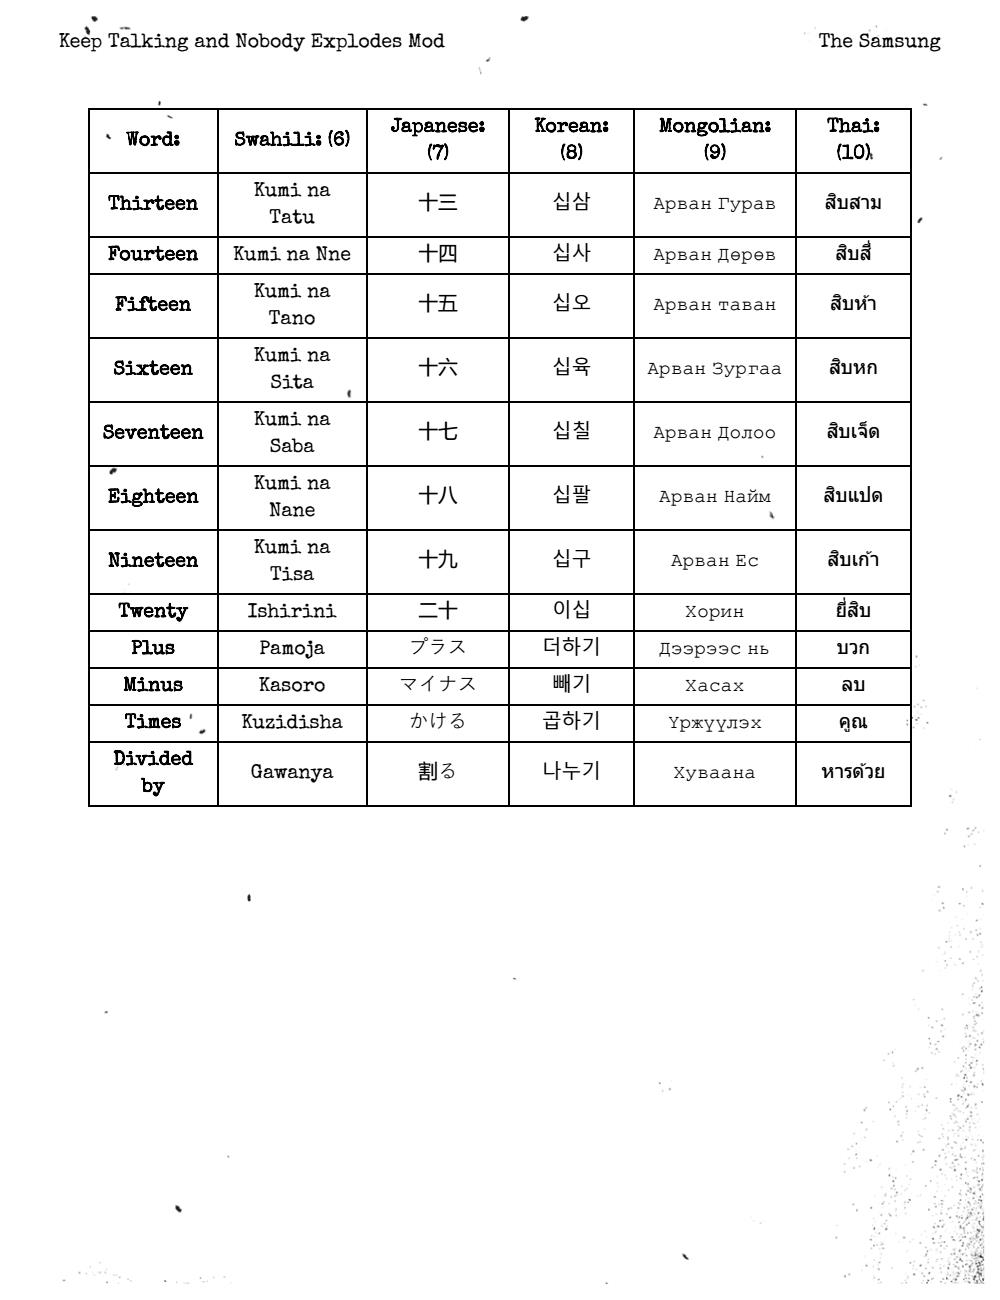 Keep Talking and Nobody Explodes Mod The Samsung
Word: Swahili: (6) Japanese: (7) Korean: (8) Mongolian: (9) Thai: (10)
Thirteen Kumi na Tatu 十三 십삼 Арван Гурав สิบสาม
Fourteen Kumi na Nne 十四 십사 Арван Дөрөв สิบสี่
Fifteen Kumi na Tano 十五 십오 Арван таван สิบห้า
Sixteen Kumi na Sita 十六 십육 Арван Зургаа สิบหก
Seventeen Kumi na Saba 十七 십칠 Арван Долоо สิบเจ็ด
Eighteen Kumi na Nane 十八 십팔 Арван Найм สิบแปด
Nineteen Kumi na Tisa 十九 십구 Арван Ес สิบเก้า
Twenty Ishirini 二十 이십 Хорин ยี่สิบ
Plus Pamoja プラス 더하기 Дээрээс нь บวก
Minus Kasoro マイナス 빼기 Хасах ลบ
Times Kuzidisha かける 곱하기 Үржүүлэх คูณ
Divided by Gawanya 割る 나누기 Хуваана หารด้วย